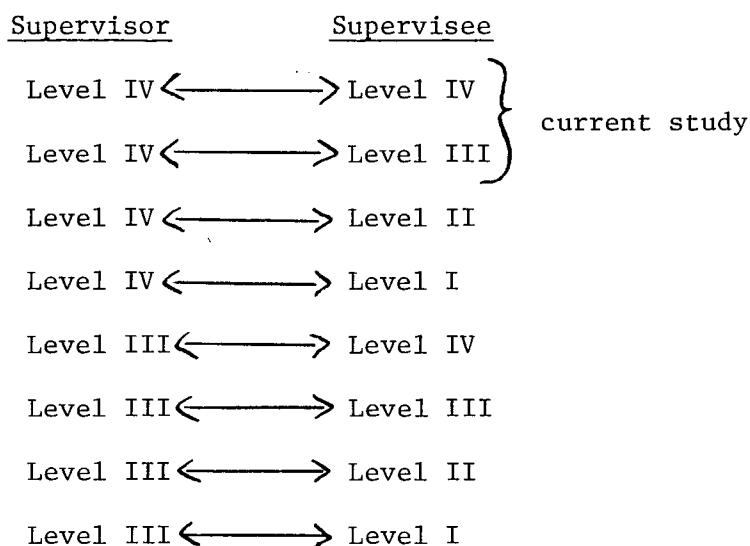 Supervisor Supervisee
Level IV Level IV
current study
Level IV Level III
Level IV Level II
Level IV Level I
Level III Level IV
Level III Level III
Level III Level II
Level III Level I